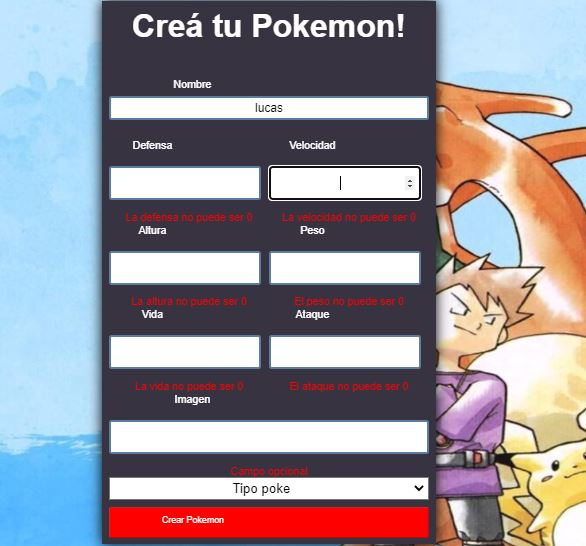 Creá tu Pokemon!
Nombre
lucas
Defensa Velocidad
La defensa no puede ser 0 La velocidad no puede ser 0
Altura Peso
La altura no puede ser 0 El peso no puede ser 0
Vida Ataque
La vida no puede ser 0 El ataque no puede ser 0
Imagen
Campo opcional
Tipo poke
Crear Pokemon